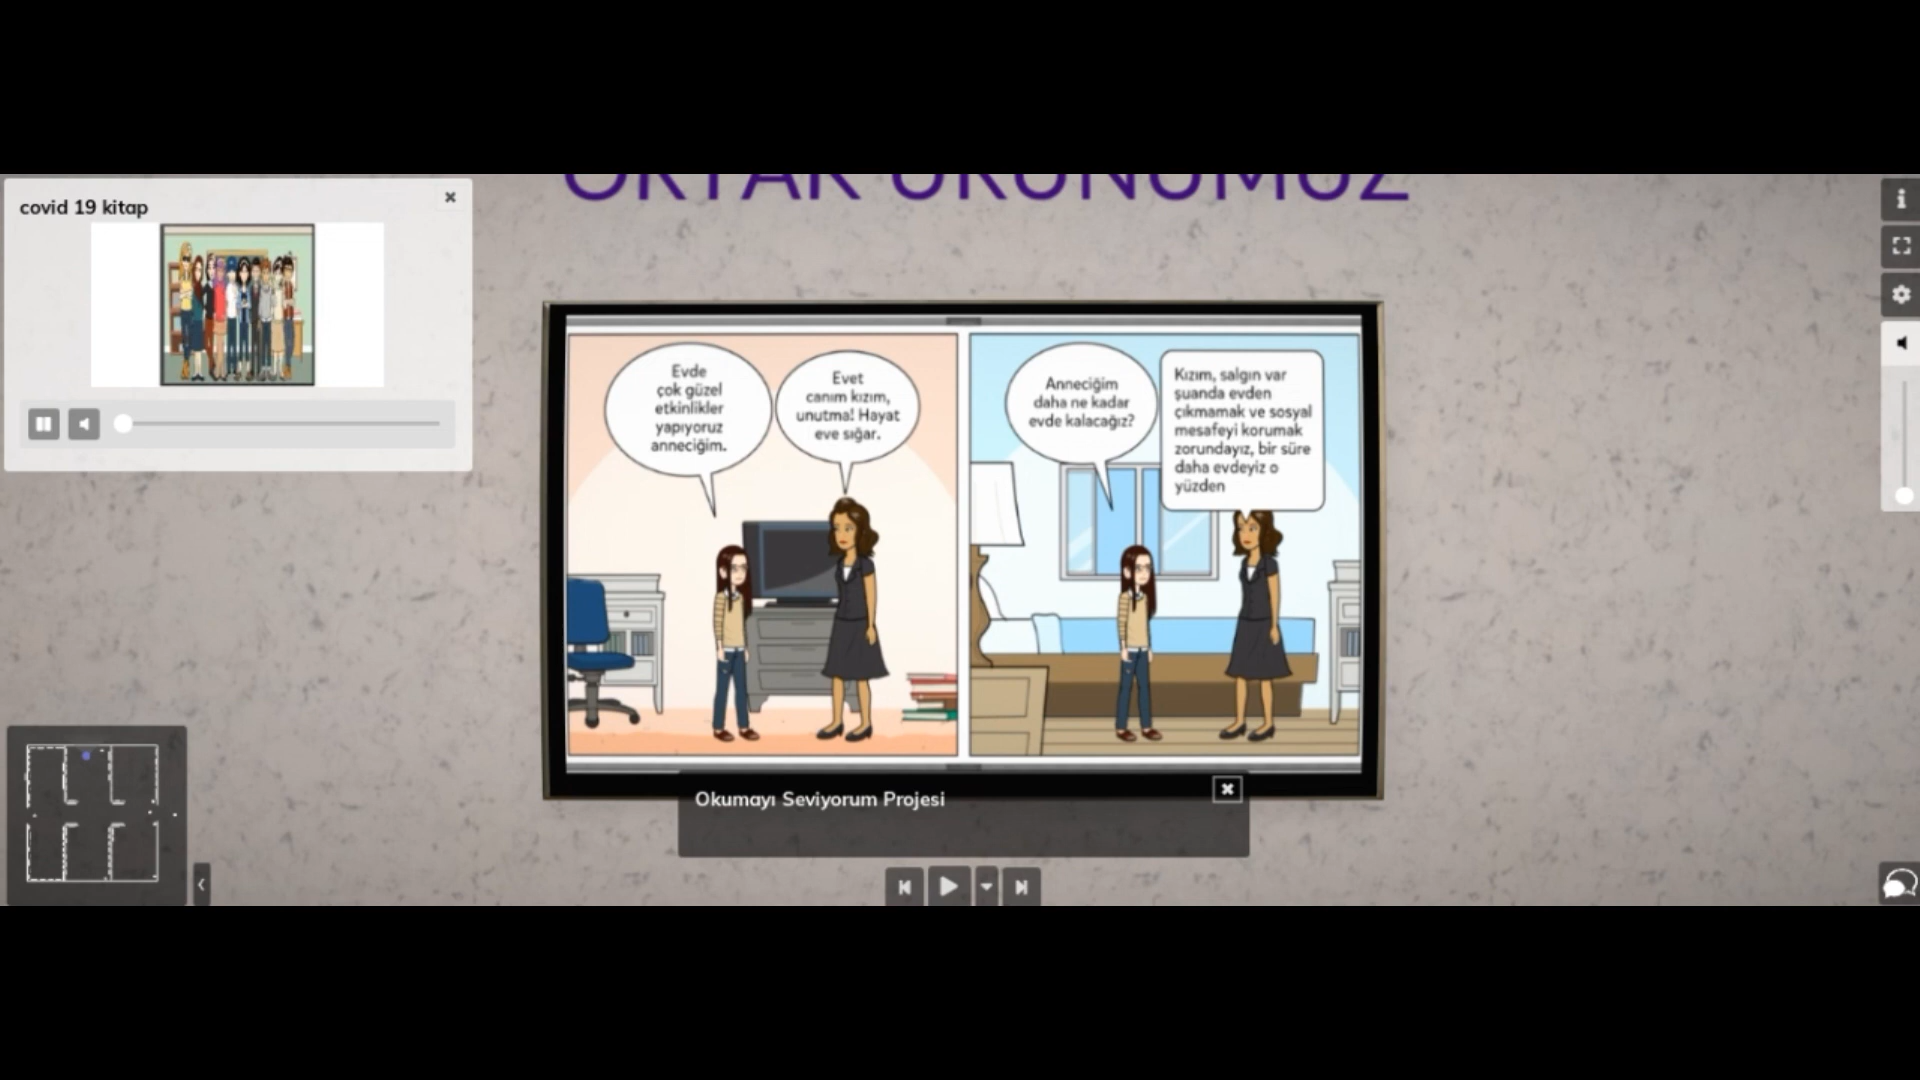 ORTAK ÜRÜNÜMÜZ
covid 19 kitap
Evde
çok güzel
etkinlikler
yapıyoruz
anneciğim.
Evet
canım kızım,
unutma! Hayat
eve sığar.
Anneciğim
daha ne kadar
evde kalacağız?
Kızım, salgın var
şuanda evden
çıkmamak ve sosyal
mesafeyi korumak
zorundayız, bir süre
daha evdeyiz o
yüzden
Okumayı Seviyorum Projesi